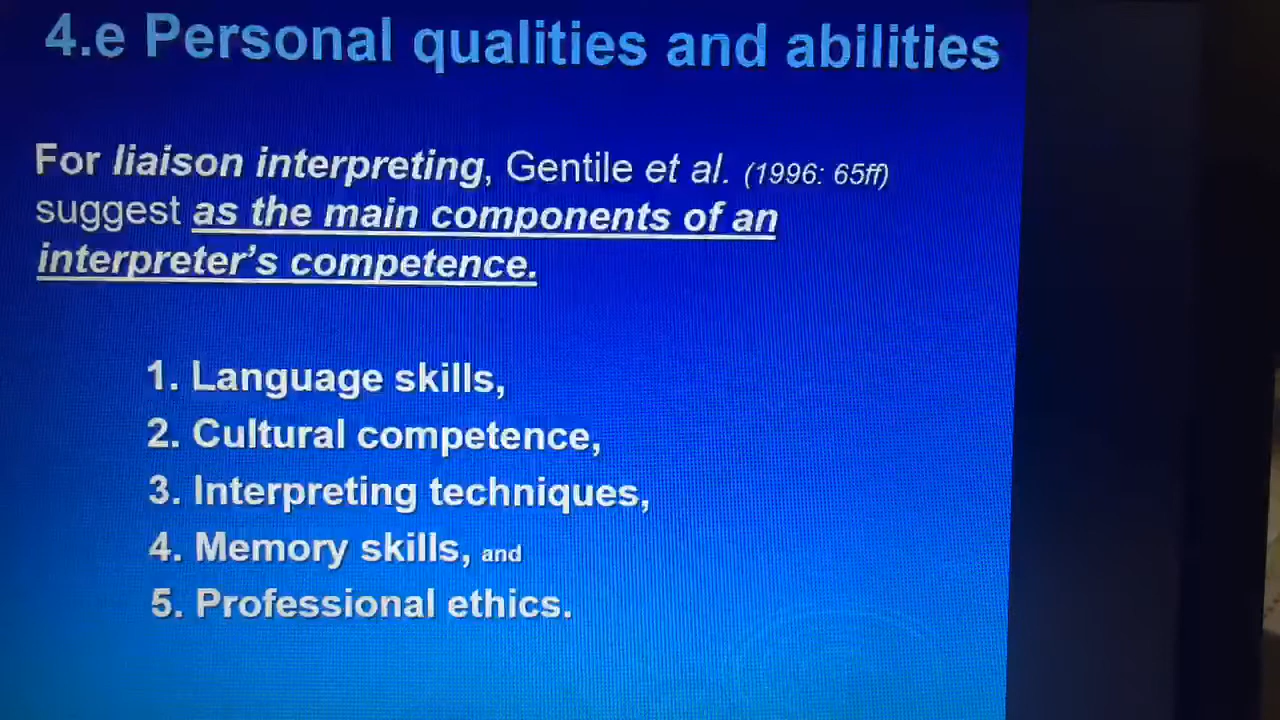 4.e Personal qualities and abilities
For liaison interpreting, Gentile et al. (1996: 65ff)
suggest as the main components of an
interpreter's competence.
1. Language skills,
2. Cultural competence,
3. Interpreting techniques,
4. Memory skills, and
5. Professional ethics.